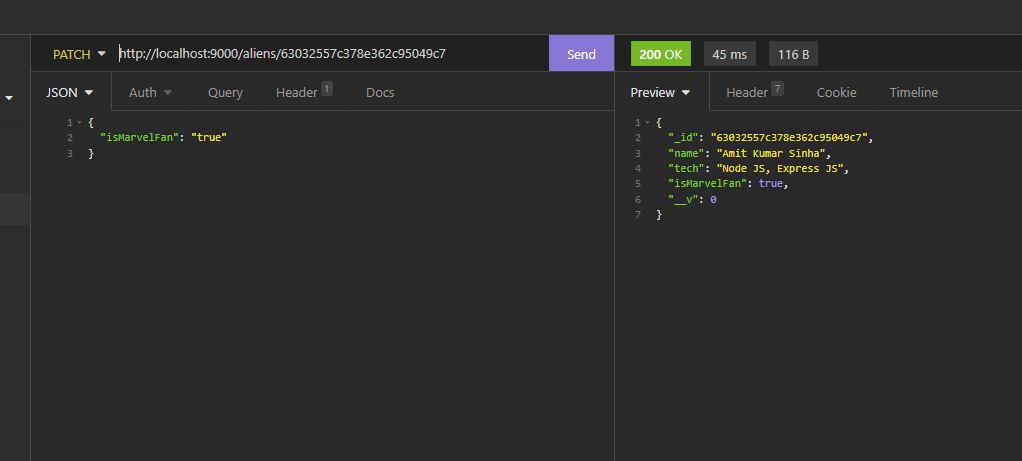 PATCH http://localhost:9000/aliens/63032557c378e362c95049c7 Send 200 OK 45 ms 116 B
JSON Auth Query Header 1 Docs Preview Header 7 Cookie Timeline
1 {
2 "isMarvelFan": "true"
3 }
1 {
2 "_id": "63032557c378e362c95049c7",
3 "name": "Amit Kumar Sinha",
4 "tech": "Node JS, Express JS",
5 "isMarvelFan": true,
6 "__v": 0
7 }